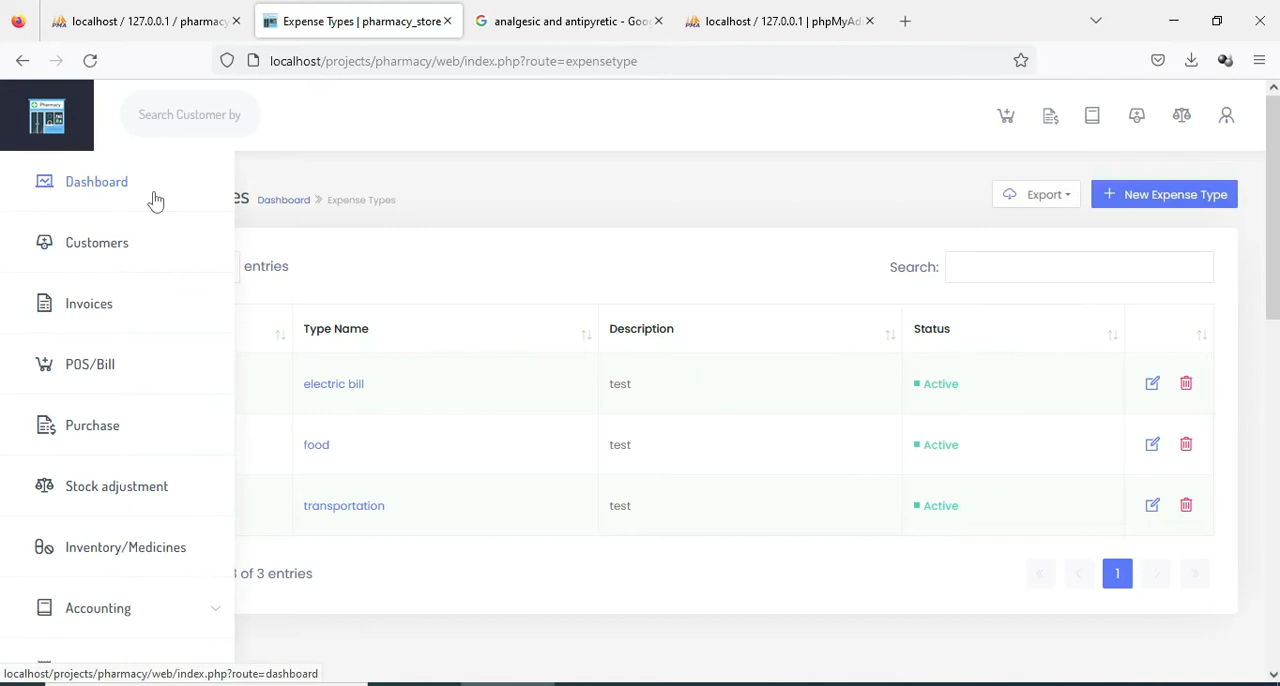 localhost / 127.0.0.1 / pharmacy
Expense Types | pharmacy_store
analgesic and antipyretic - Goo
localhost / 127.0.0.1 | phpMyAd
localhost/projects/pharmacy/web/index.php?route=expensetype
Pharmacy
Search Customer by
Dashboard
es Dashboard » Expense Types
Export
New Expense Type
Customers
entries
Search:
Invoices
Type Name
Description
Status
POS/Bill
electric bill
test
Active
Purchase
food
test
Active
Stock adjustment
transportation
test
Active
Inventory/Medicines
3 of 3 entries
« < 1 > »
Accounting
localhost/projects/pharmacy/web/index.php?route=dashboard